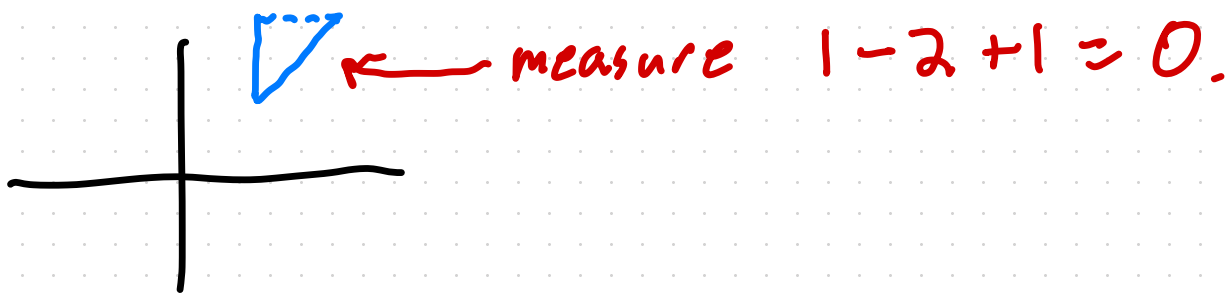 measure 1 - 2 + 1 = 0.